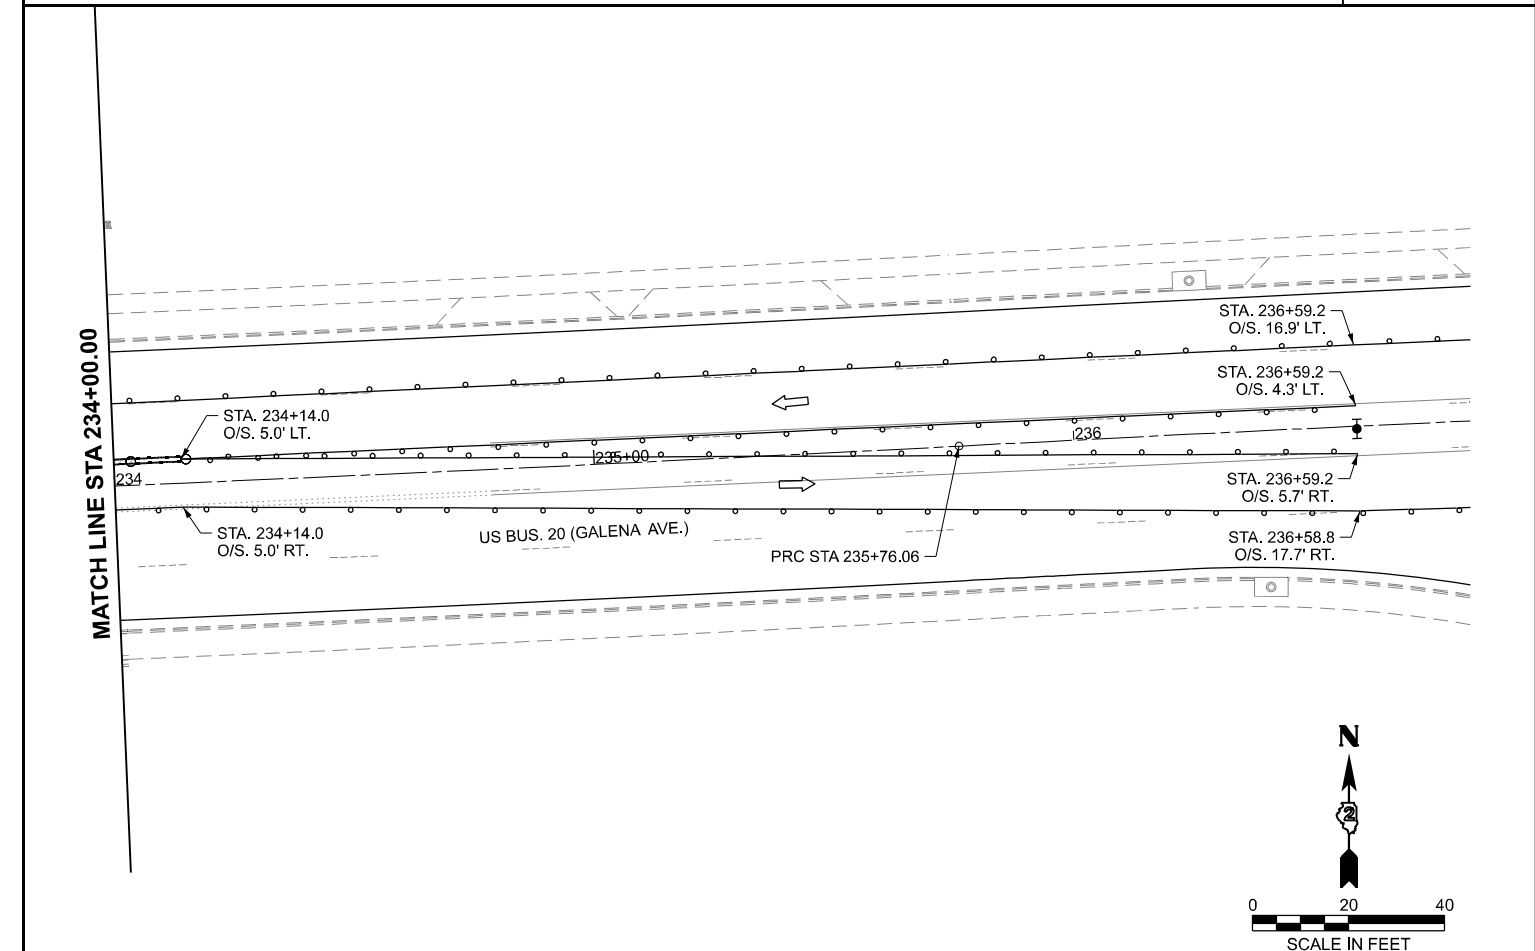 MATCH LINE STA 234+00.00
STA. 236+59.2
O/S. 16.9' LT.
STA. 236+59.2
O/S. 4.3' LT.
STA. 234+14.0
O/S. 5.0' LT.
236
235+00
234
STA. 236+59.2
O/S. 5.7' RT.
STA. 234+14.0
O/S. 5.0' RT.
US BUS. 20 (GALENA AVE.)
PRC STA 235+76.06
STA. 236+58.8
O/S. 17.7' RT.
N
2
0 20 40
SCALE IN FEET